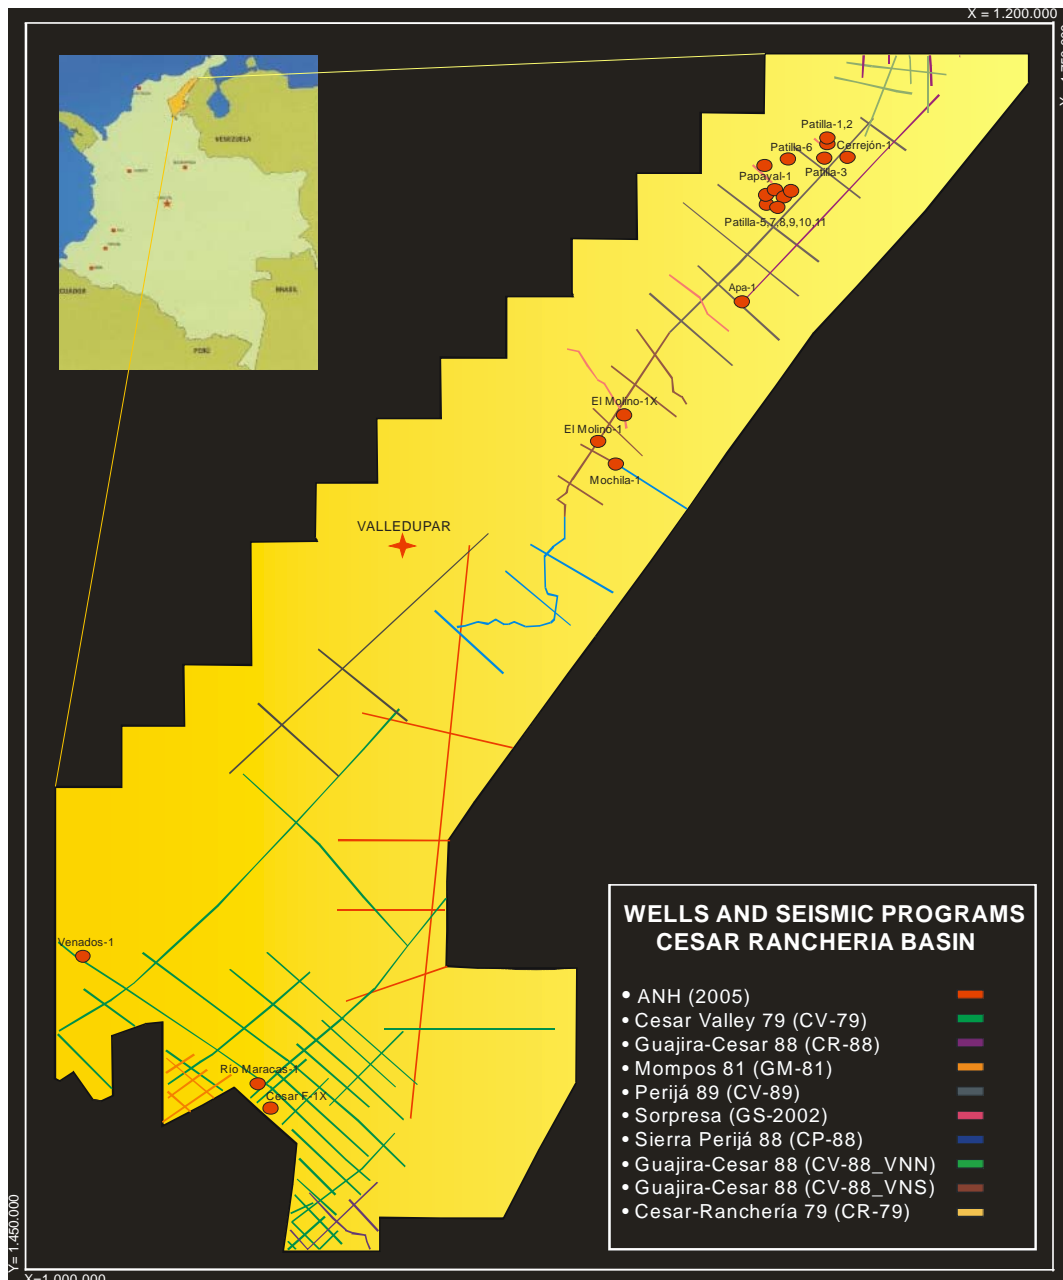 X = 1.200.000
VENEZUELA
BRASIL
PERÚ
Patilla-1,2
Cerrejón-1
Patilla-6
Patilla-3
Papayal-1
Patilla-5,7,8,9,10,11
Apa-1
El Molino-1X
El Molino-1
Mochila-1
VALLEDUPAR
Venados-1
Río Maracas-1
Cesar F-1X
WELLS AND SEISMIC PROGRAMS
CESAR RANCHERIA BASIN
• ANH (2005)
• Cesar Valley 79 (CV-79)
• Guajira-Cesar 88 (CR-88)
• Mompos 81 (GM-81)
• Perijá 89 (CV-89)
• Sorpresa (GS-2002)
• Sierra Perijá 88 (CP-88)
• Guajira-Cesar 88 (CV-88_VNN)
• Guajira-Cesar 88 (CV-88_VNS)
• Cesar-Ranchería 79 (CR-79)
Y= 1.450.000
X=1.000.000